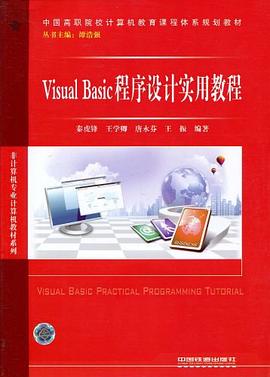 中国高职院校计算机教育课程体系规划教材
丛书主编：谭浩强
Visual Basic程序设计实用教程
秦虎锋 王学卿 唐永芬 王 振 编著
非计算机专业计算机教材系列
VISUAL BASIC PRACTICAL PROGRAMMING TUTORIAL
中国铁道出版社